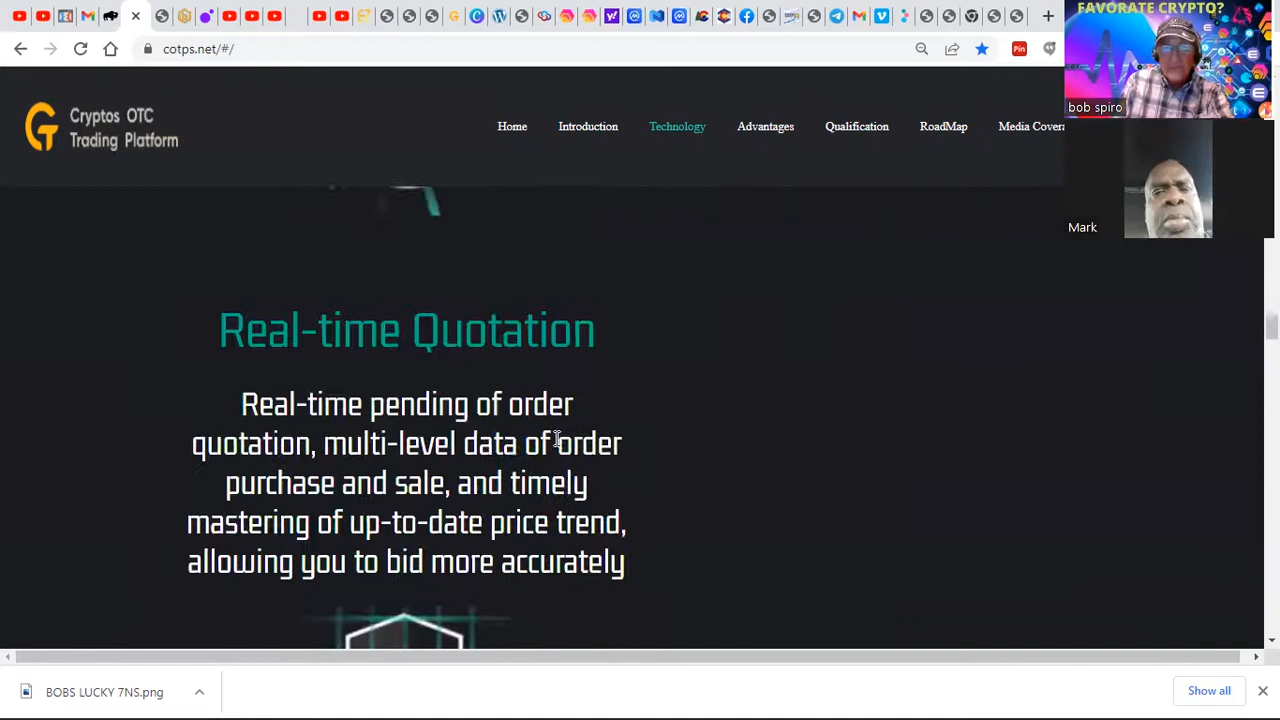 cotps.net/#/
Pin
FAVORATE CRYPTO?
bob spiro
Mark
Cryptos OTC
Trading Platform
Home Introduction Technology Advantages Qualification RoadMap Media Covera
Real-time Quotation
Real-time pending of order
quotation, multi-level data of order
purchase and sale, and timely
mastering of up-to-date price trend,
allowing you to bid more accurately
BOBS LUCKY 7NS.png
Show all